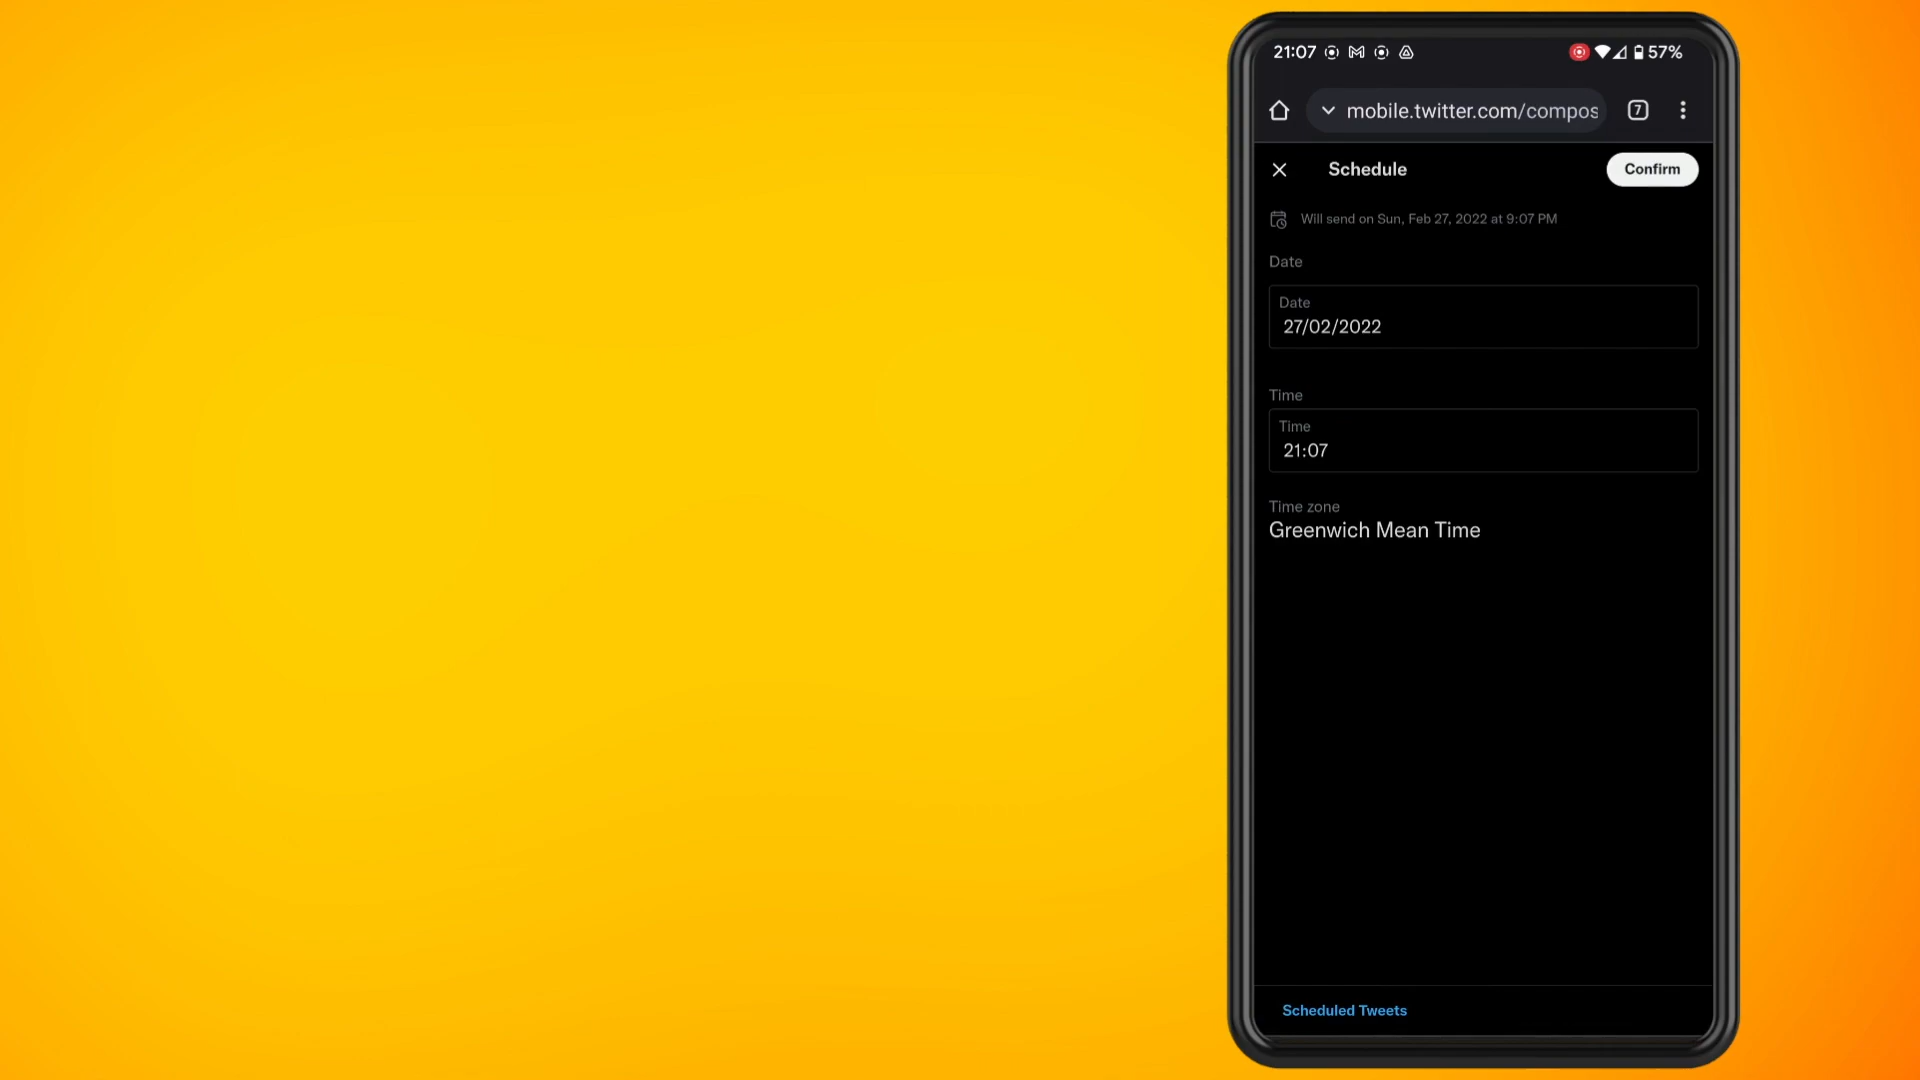 21:07 57%
mobile.twitter.com/compos 7
Schedule Confirm
Will send on Sun, Feb 27, 2022 at 9:07 PM
Date
Date
27/02/2022
Time
Time
21:07
Time zone
Greenwich Mean Time
Scheduled Tweets